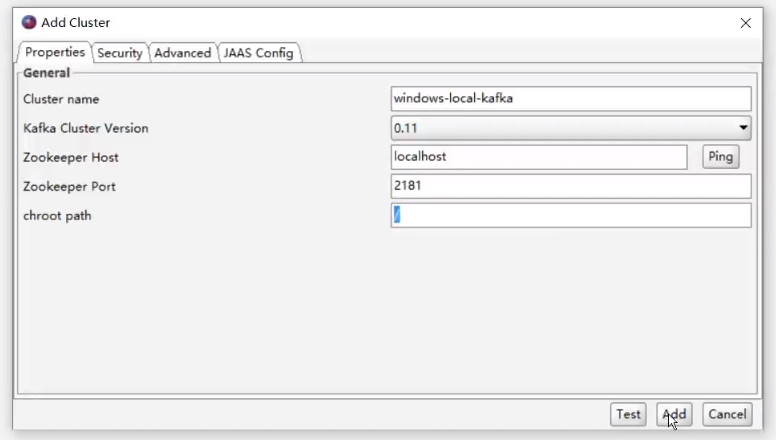 Add Cluster
Properties Security Advanced JAAS Config
General
Cluster name windows-local-kafka
Kafka Cluster Version 0.11
Zookeeper Host localhost Ping
Zookeeper Port 2181
chroot path /
Test Add Cancel